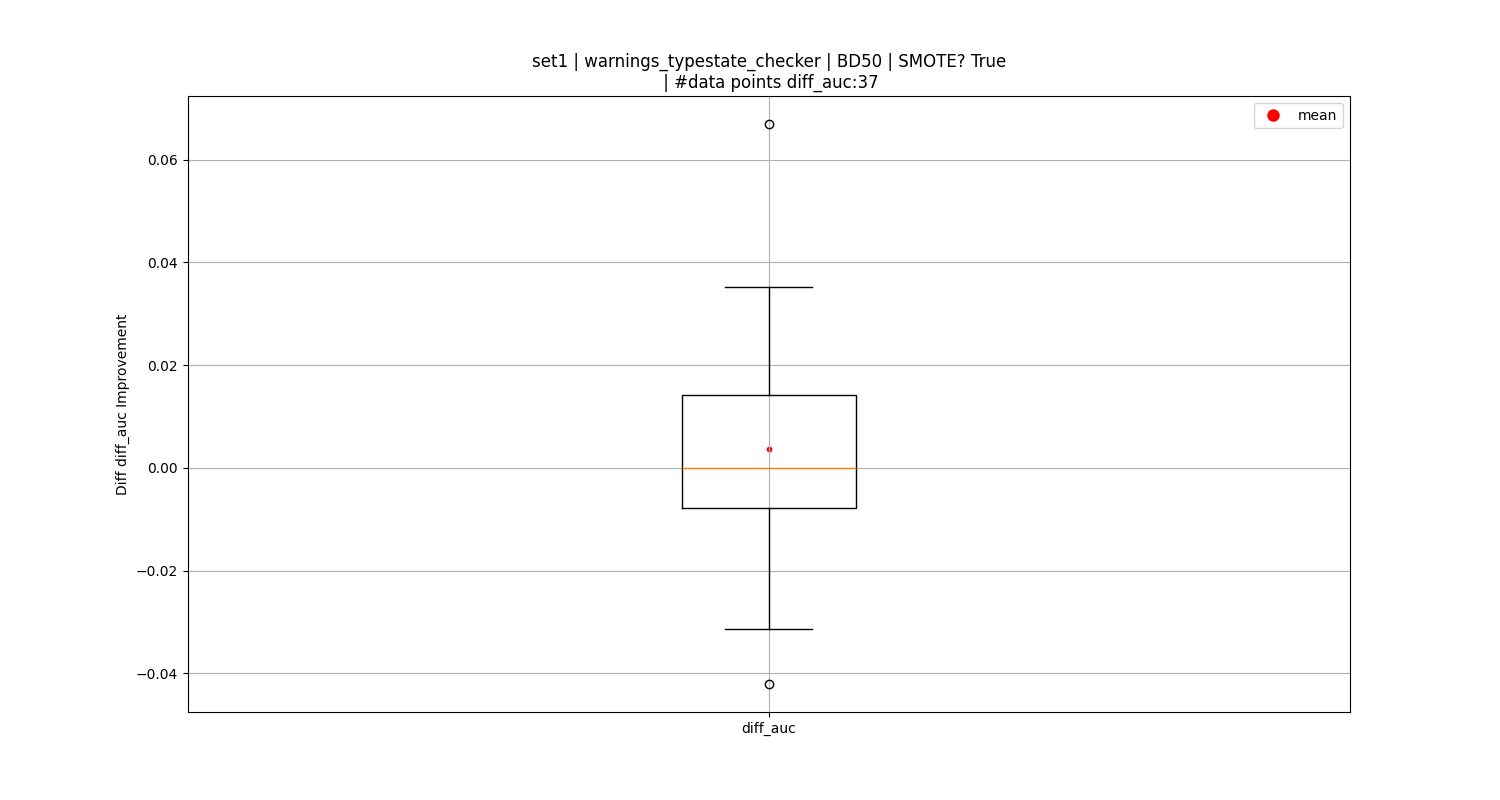 set1 | warnings_typestate_checker | BD50 | SMOTE? True
| #data points diff_auc:37
mean
0.06
0.04
0.02
0.00
−0.02
−0.04
Diff diff_auc Improvement
diff_auc